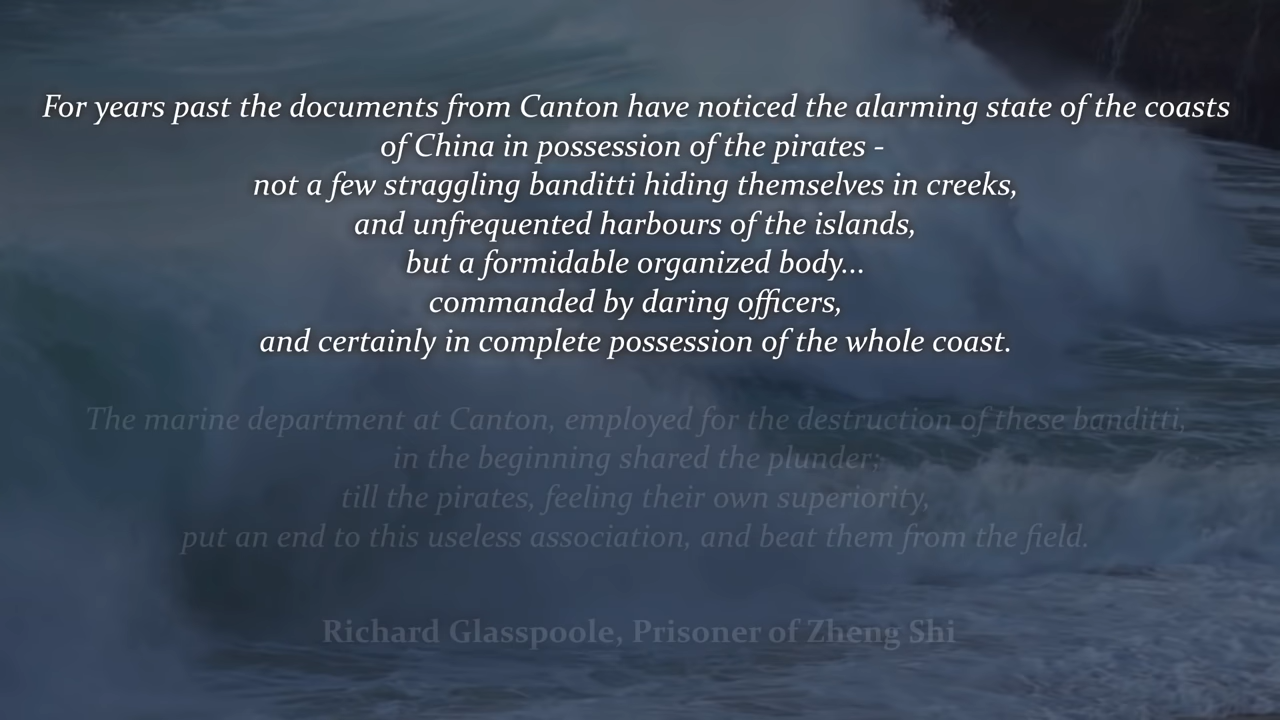 For years past the documents from Canton have noticed the alarming state of the coasts
of China in possession of the pirates -
not a few straggling banditti hiding themselves in creeks,
and unfrequented harbours of the islands,
but a formidable organized body...
commanded by daring officers,
and certainly in complete possession of the whole coast.
The marine department at Canton, employed for the destruction of these banditti,
in the beginning shared the plunder;
till the pirates, feeling their own superiority,
put an end to this useless association, and beat them from the field.
Richard Glasspoole, Prisoner of Zheng Shi